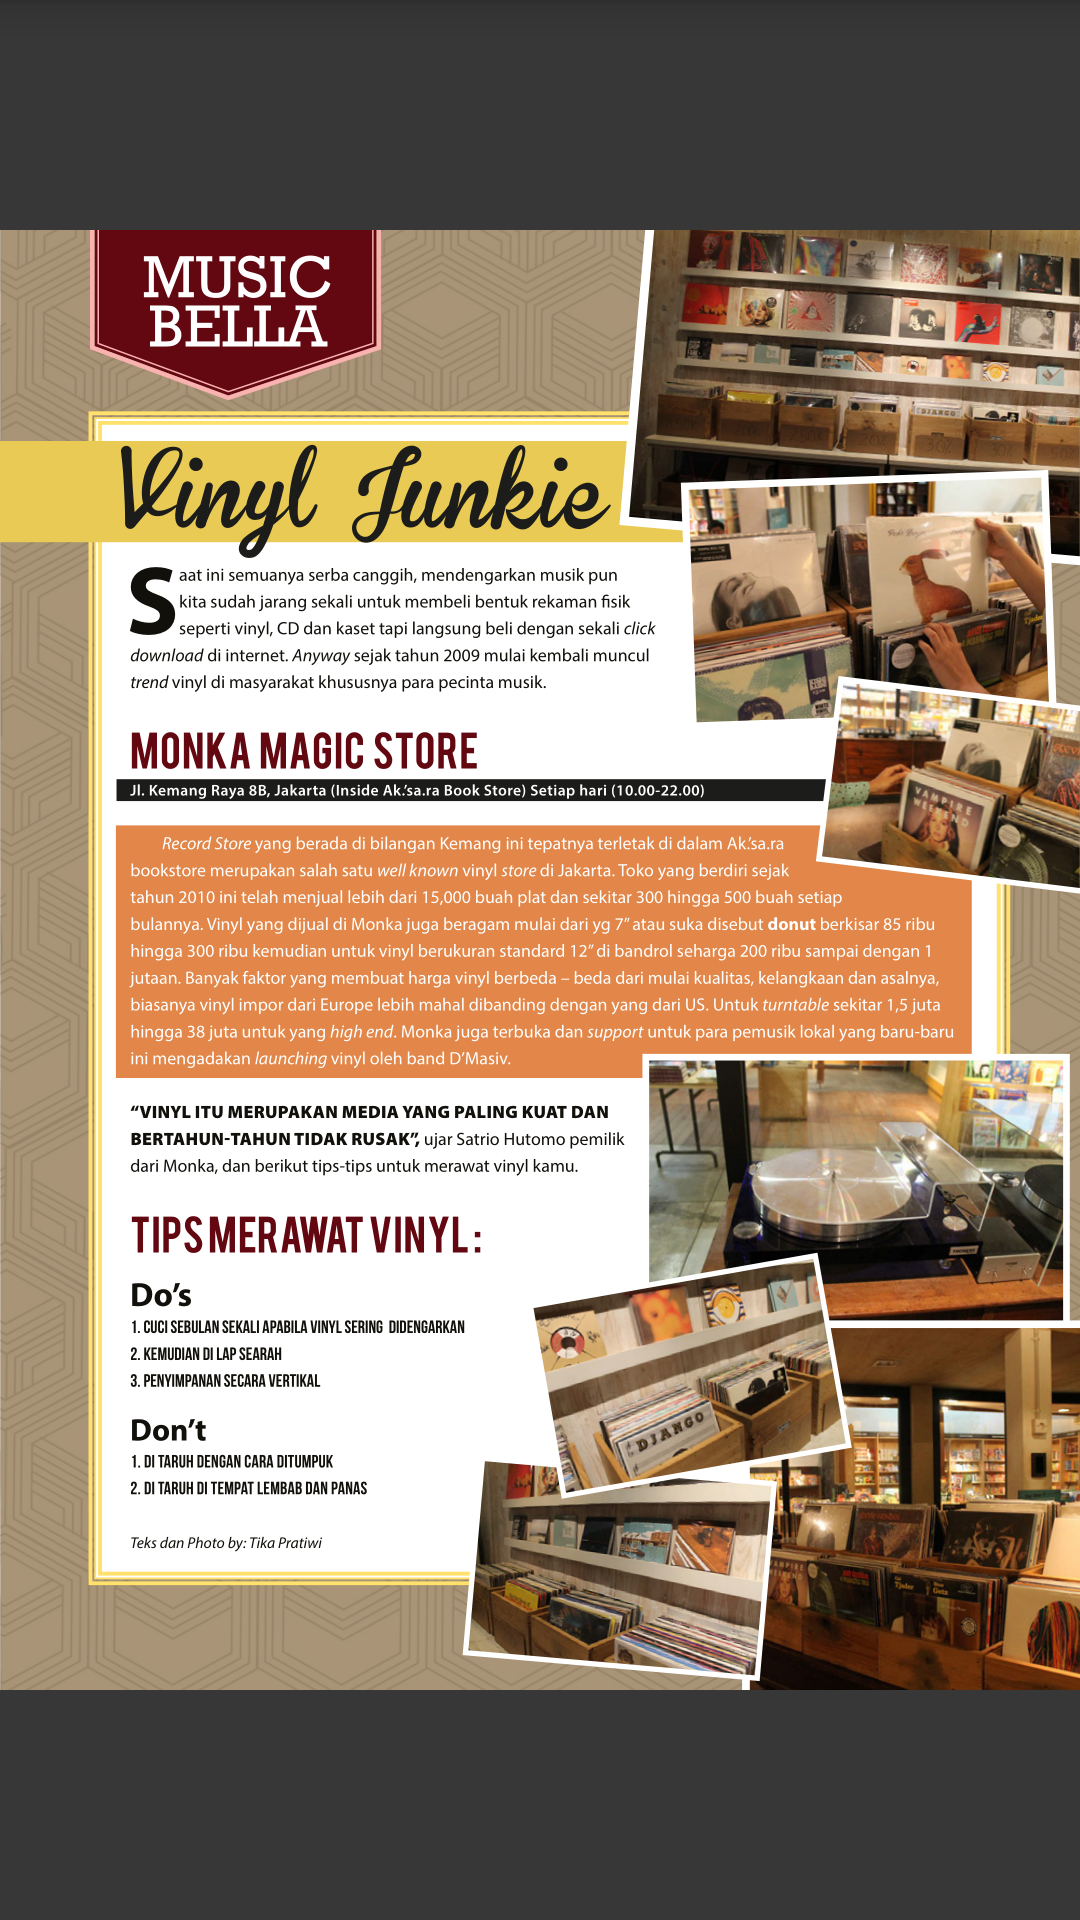 MUSIC
BELLA
Vinyl Junkie
Saat ini semuanya serba canggih, mendengarkan musik pun
kita sudah jarang sekali untuk membeli bentuk rekaman fisik
seperti vinyl, CD dan kaset tapi langsung beli dengan sekali click
download di internet. Anyway sejak tahun 2009 mulai kembali muncul
trend vinyl di masyarakat khususnya para pecinta musik.
MONKA MAGIC STORE
Jl. Kemang Raya 8B, Jakarta (Inside Ak.'sa.ra Book Store) Setiap hari (10.00-22.00)
Record Store yang berada di bilangan Kemang ini tepatnya terletak di dalam Ak.'sa.ra
bookstore merupakan salah satu well known vinyl store di Jakarta. Toko yang berdiri sejak
tahun 2010 ini telah menjual lebih dari 15,000 buah plat dan sekitar 300 hingga 500 buah setiap
bulannya. Vinyl yang dijual di Monka juga beragam mulai dari yg 7" atau suka disebut donut berkisar 85 ribu
hingga 300 ribu kemudian untuk vinyl berukuran standard 12" di bandrol seharga 200 ribu sampai dengan 1
jutaan. Banyak faktor yang membuat harga vinyl berbeda – beda dari mulai kualitas, kelangkaan dan asalnya,
biasanya vinyl impor dari Europe lebih mahal dibanding dengan yang dari US. Untuk turntable sekitar 1,5 juta
hingga 38 juta untuk yang high end. Monka juga terbuka dan support untuk para pemusik lokal yang baru-baru
ini mengadakan launching vinyl oleh band D'Masiv.
"VINYL ITU MERUPAKAN MEDIA YANG PALING KUAT DAN
BERTAHUN-TAHUN TIDAK RUSAK", ujar Satrio Hutomo pemilik
dari Monka, dan berikut tips-tips untuk merawat vinyl kamu.
TIPS MERAWAT VINYL :
Do's
1. CUCI SEBULAN SEKALI APABILA VINYL SERING DIDENGARKAN
2. KEMUDIAN DI LAP SEARAH
3. PENYIMPANAN SECARA VERTIKAL
Don't
1. DI TARUH DENGAN CARA DITUMPUK
2. DI TARUH DI TEMPAT LEMBAB DAN PANAS
Teks dan Photo by: Tika Pratiwi
DJANGO
VAMPIRE
WEEKEND
DJANGO
VAMPIRE
WEEKEND
Tjader
Getz